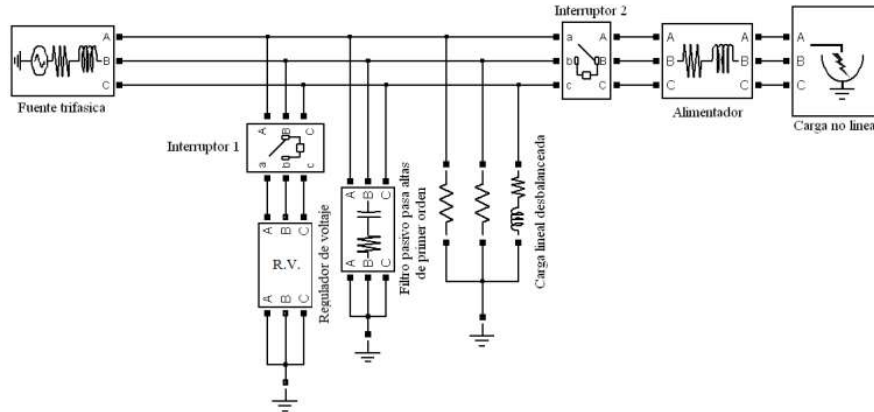 Interruptor 2
A
B
C
Fuente trifasica
a A
b B
c C
A A
B B
C C
Alimentador
A
B
C
Carga no lineal
Interruptor 1
A B C
a b c
A B C
R.V.
A B C
Regulador de voltaje
A B C
A B C
Filtro pasivo pasa altas
de primer orden
Carga lineal desbalanceada